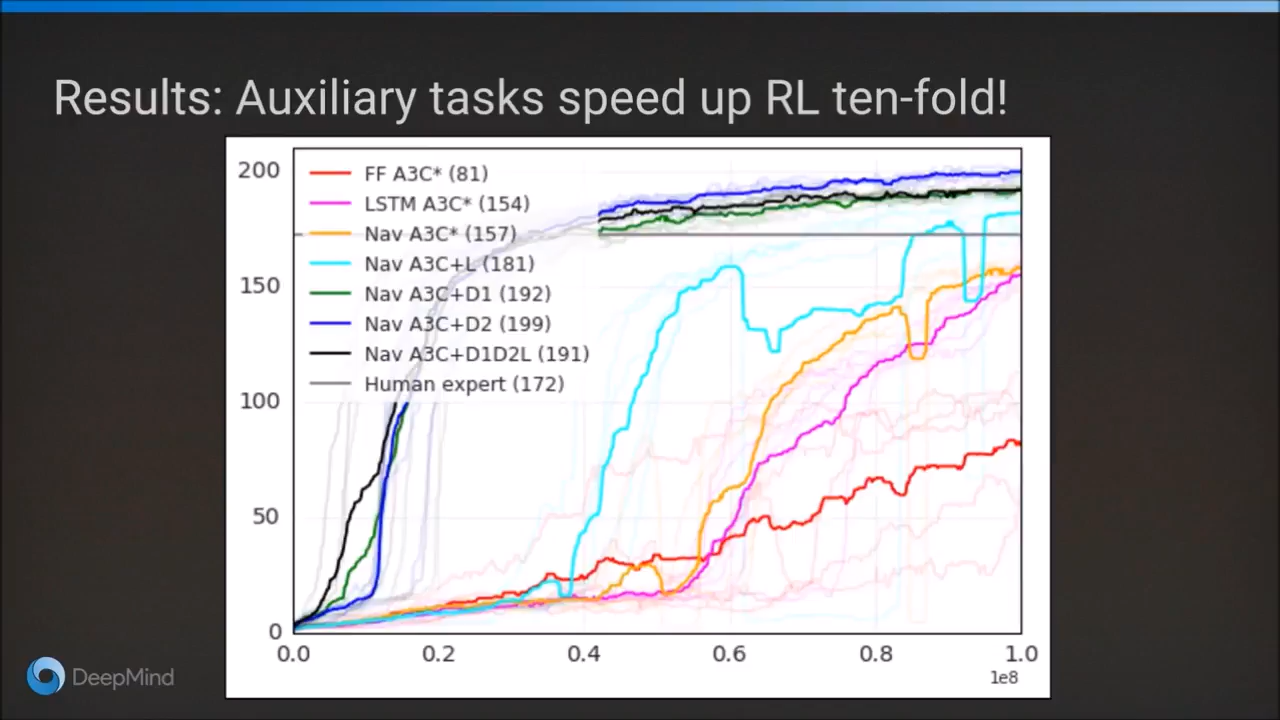 Results: Auxiliary tasks speed up RL ten-fold!
200
150
100
50
0
FF A3C* (81)
LSTM A3C* (154)
Nav A3C* (157)
Nav A3C+L (181)
Nav A3C+D1 (192)
Nav A3C+D2 (199)
Nav A3C+D1D2L (191)
Human expert (172)
0.0 0.2 0.4 0.6 0.8 1.0
1e8
DeepMind